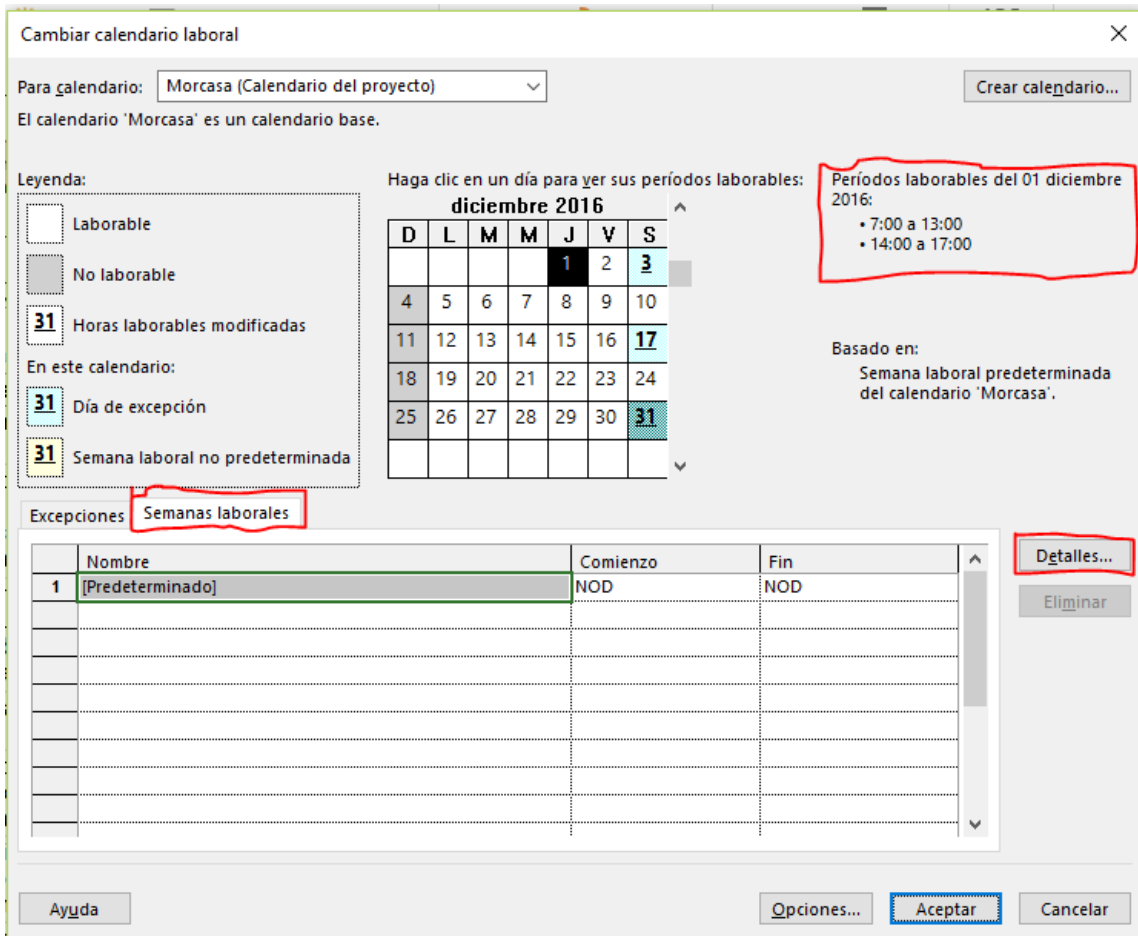 Cambiar calendario laboral
Para calendario: Morcasa (Calendario del proyecto)
Crear calendario...
El calendario 'Morcasa' es un calendario base.
Leyenda:
Laborable
No laborable
31 Horas laborables modificadas
En este calendario:
31 Día de excepción
31 Semana laboral no predeterminada
Haga clic en un día para ver sus períodos laborables:
diciembre 2016
D L M M J V S
1 2 3
4 5 6 7 8 9 10
11 12 13 14 15 16 17
18 19 20 21 22 23 24
25 26 27 28 29 30 31
Períodos laborables del 01 diciembre
2016:
• 7:00 a 13:00
• 14:00 a 17:00
Basado en:
Semana laboral predeterminada
del calendario 'Morcasa'.
Excepciones Semanas laborales
Nombre Comienzo Fin
1 [Predeterminado] NOD NOD
Detalles...
Eliminar
Ayuda Opciones... Aceptar Cancelar